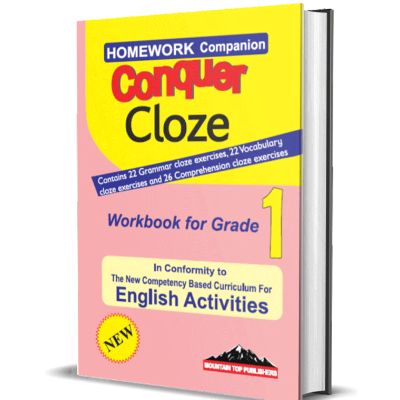 HOMEWORK Companion
Conquer
Cloze
Contains 22 Grammar cloze exercises, 22 Vocabulary
cloze exercises and 26 Comprehension cloze exercises
Workbook for Grade 1
In Conformity to
The New Competency Based Curriculum For
English Activities
NEW
MOUNTAIN TOP PUBLISHERS